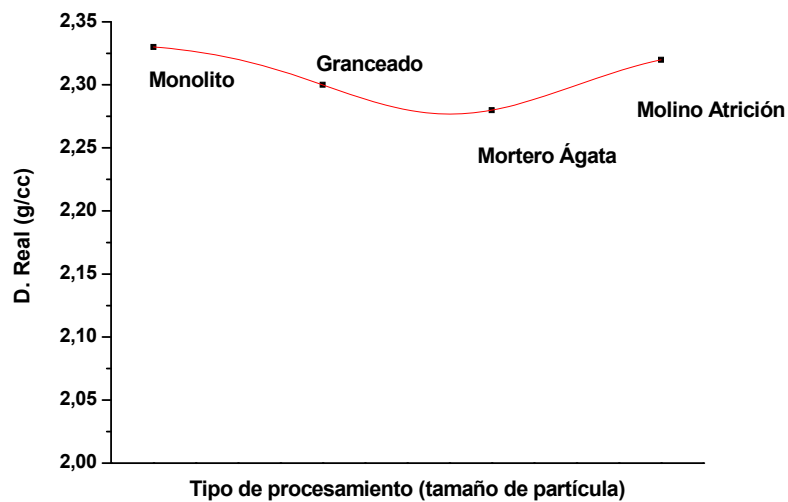 2,35
2,30
2,25
2,20
2,15
2,10
2,05
2,00
D. Real (g/cc)
Monolito
Granceado
Mortero Ágata
Molino Atrición
Tipo de procesamiento (tamaño de partícula)